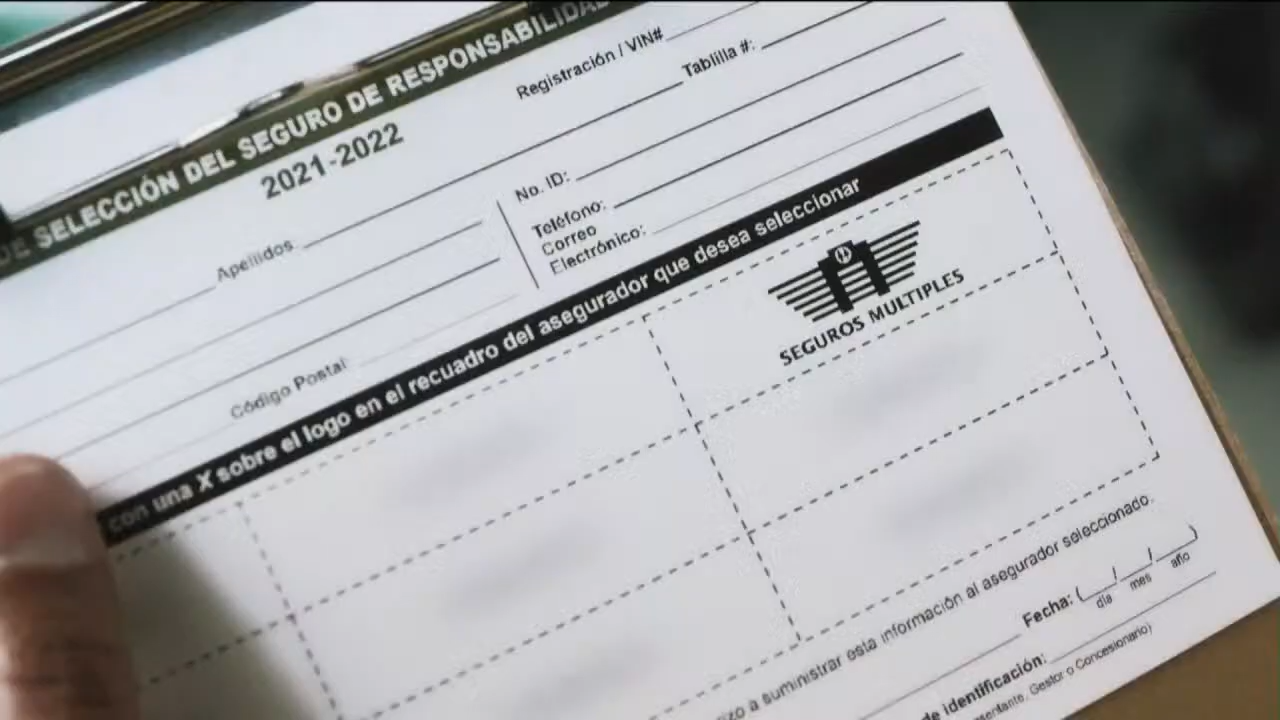 DE SELECCIÓN DEL SEGURO DE RESPONSABILIDAD
2021-2022
Registración / VIN#
Tablilla #:
Apellidos
No. ID:
Teléfono:
Correo
Electrónico:
Código Postal
con una X sobre el logo en el recuadro del asegurador que desea seleccionar
SEGUROS MULTIPLES
a suministrar esta información al asegurador seleccionado.
Fecha: ( / / )
día mes año
de identificación:
Gestor o Concesionario)